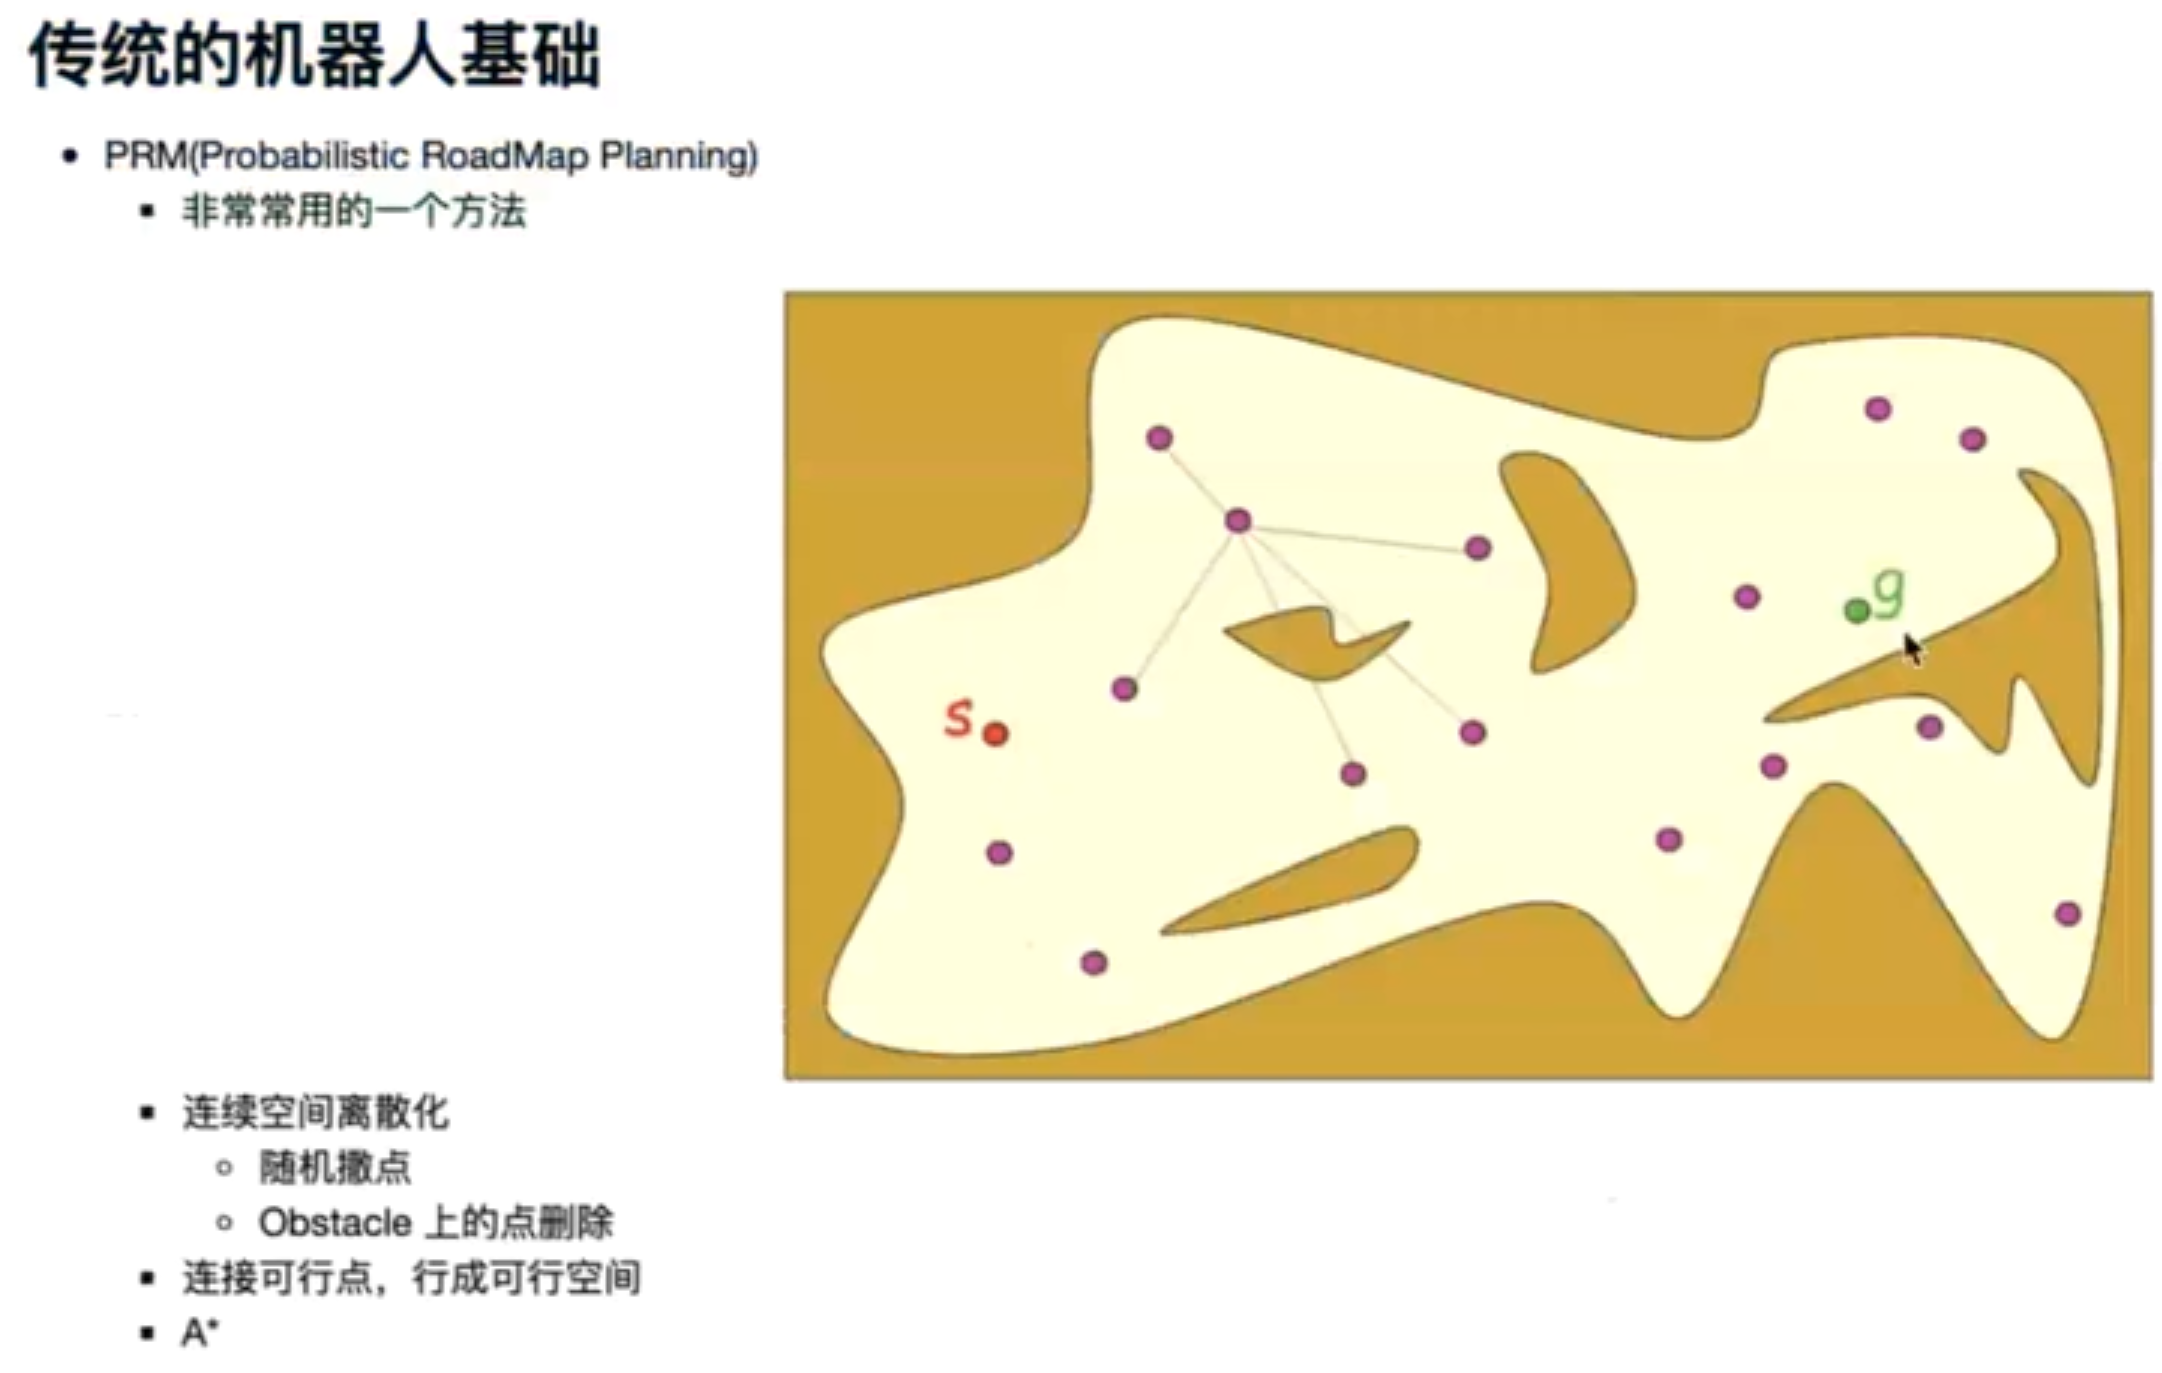 传统的机器人基础
PRM(Probabilistic RoadMap Planning)
非常常用的一个方法
s
g
连续空间离散化
随机撒点
Obstacle 上的点删除
连接可行点，行成可行空间
A*